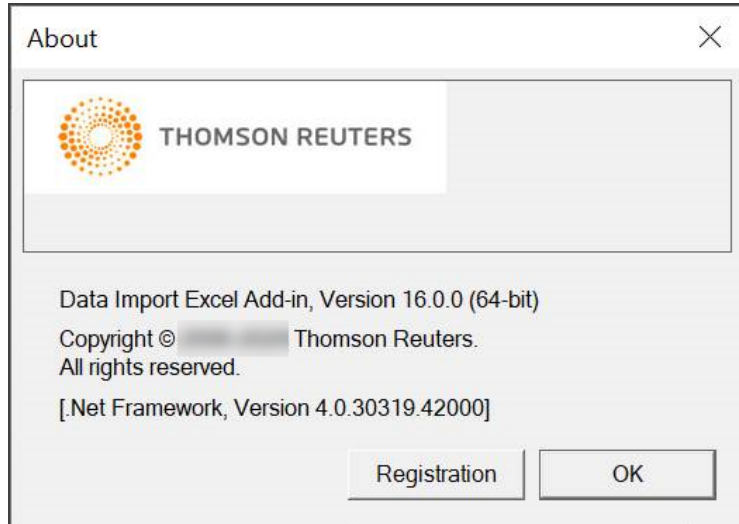 About
THOMSON REUTERS
Data Import Excel Add-in, Version 16.0.0 (64-bit)
Copyright © Thomson Reuters.
All rights reserved.
[.Net Framework, Version 4.0.30319.42000]
Registration
OK